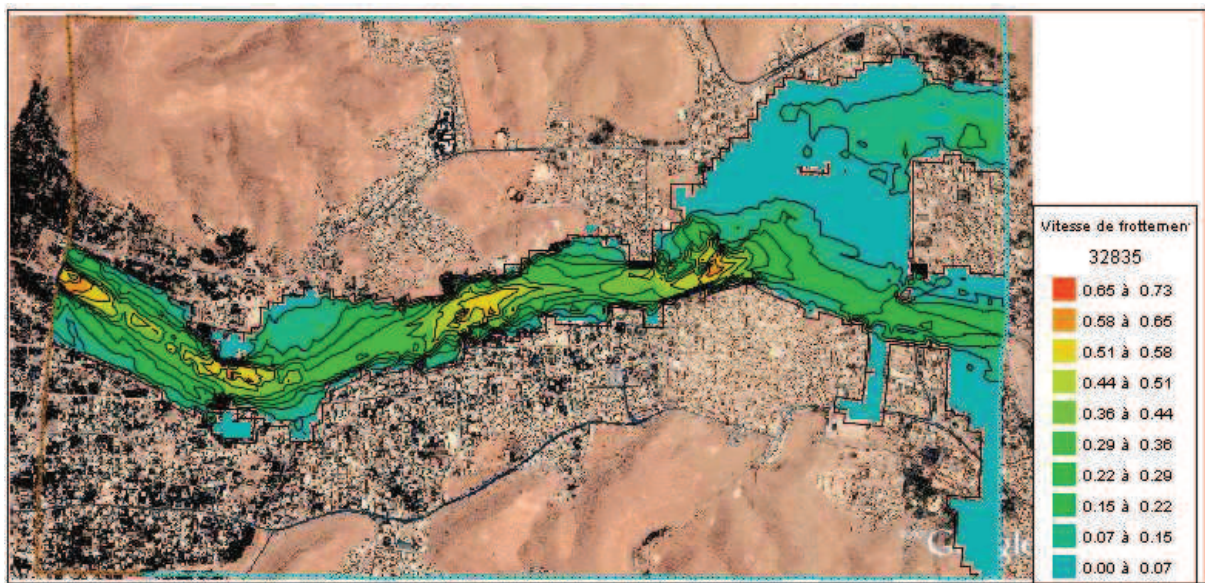 Vitesse de frottemen
32835
0.65 à 0.73
0.58 à 0.65
0.51 à 0.58
0.44 à 0.51
0.36 à 0.44
0.29 à 0.36
0.22 à 0.29
0.15 à 0.22
0.07 à 0.15
0.00 à 0.07
Google